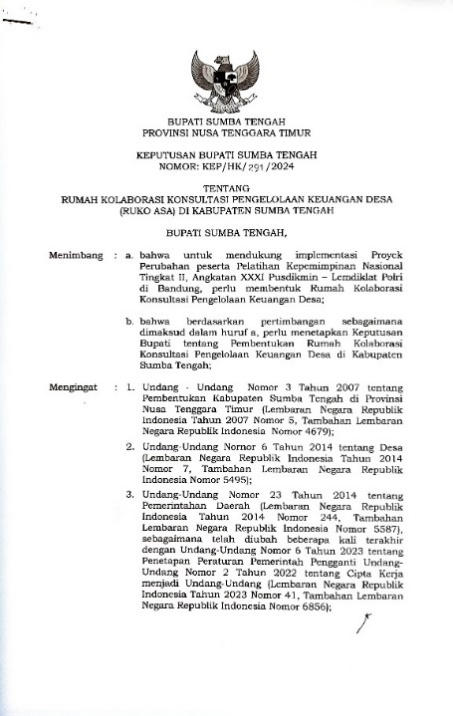 BUPATI SUMBA TENGAH
PROVINSI NUSA TENGGARA TIMUR
KEPUTUSAN BUPATI SUMBA TENGAH
NOMOR: KEP/HK/291/2024
TENTANG
RUMAH KOLABORASI KONSULTASI PENGELOLAAN KEUANGAN DESA
(RUKO ASA) DI KABUPATEN SUMBA TENGAH
BUPATI SUMBA TENGAH,
Menimbang : a. bahwa untuk mendukung implementasi Proyek
Perubahan peserta Pelatihan Kepemimpinan Nasional
Tingkat II, Angkatan XXXI Pusdikmin – Lemdiklat Polri
di Bandung, perlu membentuk Rumah Kolaborasi
Konsultasi Pengelolaan Keuangan Desa;
b. bahwa berdasarkan pertimbangan sebagaimana
dimaksud dalam huruf a, perlu menetapkan Keputusan
Bupati tentang Pembentukan Rumah Kolaborasi
Konsultasi Pengelolaan Keuangan Desa di Kabupaten
Sumba Tengah;
Mengingat : 1. Undang - Undang Nomor 3 Tahun 2007 tentang
Pembentukan Kabupaten Sumba Tengah di Provinsi
Nusa Tenggara Timur (Lembaran Negara Republik
Indonesia Tahun 2007 Nomor 5, Tambahan Lembaran
Negara Republik Indonesia Nomor 4679);
2. Undang-Undang Nornor 6 Tahun 2014 tentang Desa
(Lembaran Negara Republik Indonesia Tahun 2014
Nomor 7, Tambahan Lembaran Negara Republik
Indonesia Nomor 5495);
3. Undang-Undang Nomor 23 Tahun 2014 tentang
Pemerintahan Daerah (Lembaran Negara Republik
Indonesia Tahun 2014 Nomor 244, Tambahan
Lembaran Negara Republik Indonesia Nomor 5587),
sebagaimana telah diubah beberapa kali terakhir
dengan Undang-Undang Nomor 6 Tahun 2023 tentang
Penetapan Peraturan Pemerintah Pengganti Undang-
Undang Nomor 2 Tahun 2022 tentang Cipta Kerja
menjadi Undang-Undang (Lembaran Negara Republik
Indonesia Tahun 2023 Nomor 41, Tambahan Lembaran
Negara Republik Indonesia Nomor 6856);